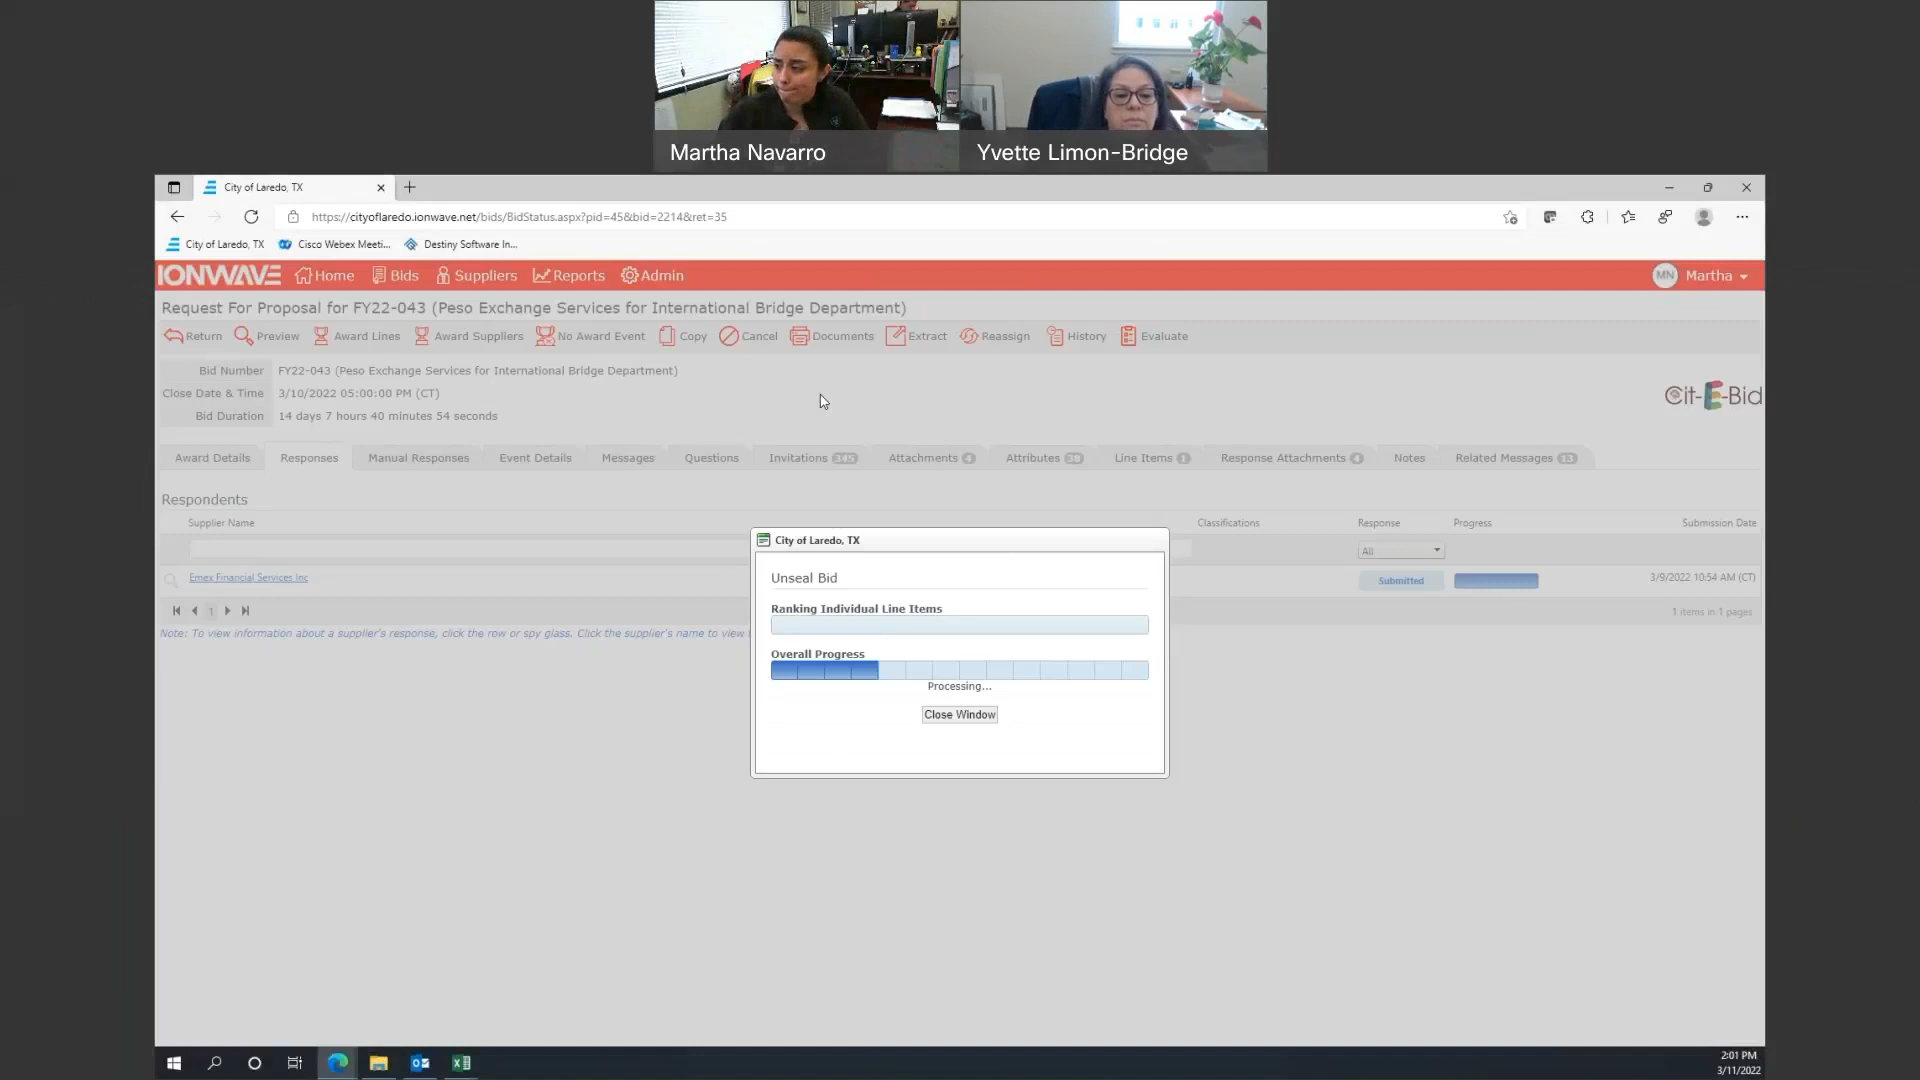 Martha Navarro
Yvette Limon-Bridge
City of Laredo, TX
https://cityoflaredo.ionwave.net/bids/BidStatus.aspx?pid=45&bid=2214&ret=35
City of Laredo, TX Cisco Webex Meeti... Destiny Software In...
IONWAVE Home Bids Suppliers Reports Admin MN Martha
Request For Proposal for FY22-043 (Peso Exchange Services for International Bridge Department)
Return Preview Award Lines Award Suppliers No Award Event Copy Cancel Documents Extract Reassign History Evaluate
Bid Number FY22-043 (Peso Exchange Services for International Bridge Department)
Close Date & Time 3/10/2022 05:00:00 PM (CT)
Cit-E-Bid
Bid Duration 14 days 7 hours 40 minutes 54 seconds
Award Details Responses Manual Responses Event Details Messages Questions Invitations 345 Attachments 4 Attributes 30 Line Items 1 Response Attachments 4 Notes Related Messages 13
Respondents
Supplier Name Classifications Response Progress Submission Date
All
Emex Financial Services Inc Submitted 3/9/2022 10:54 AM (CT)
1 1 items in 1 pages
Note: To view information about a supplier's response, click the row or spy glass. Click the supplier's name to view
City of Laredo, TX
Unseal Bid
Ranking Individual Line Items
Overall Progress
Processing...
Close Window
2:01 PM
3/11/2022